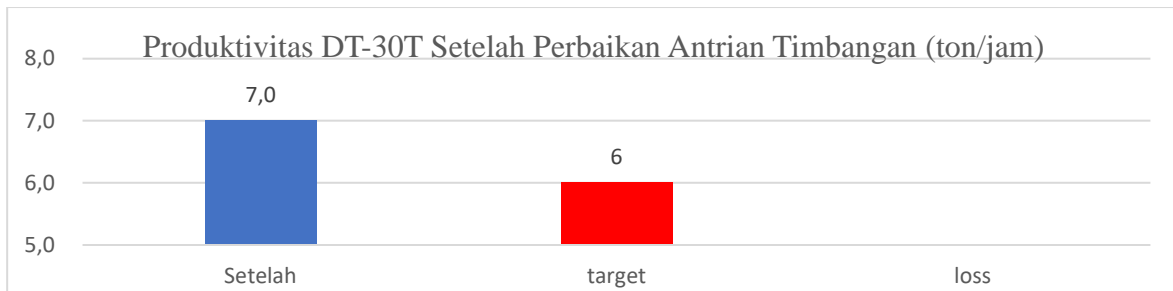 Produktivitas DT-30T Setelah Perbaikan Antrian Timbangan (ton/jam)
8,0
7,0
6,0
5,0
7,0
6
Setelah
target
loss